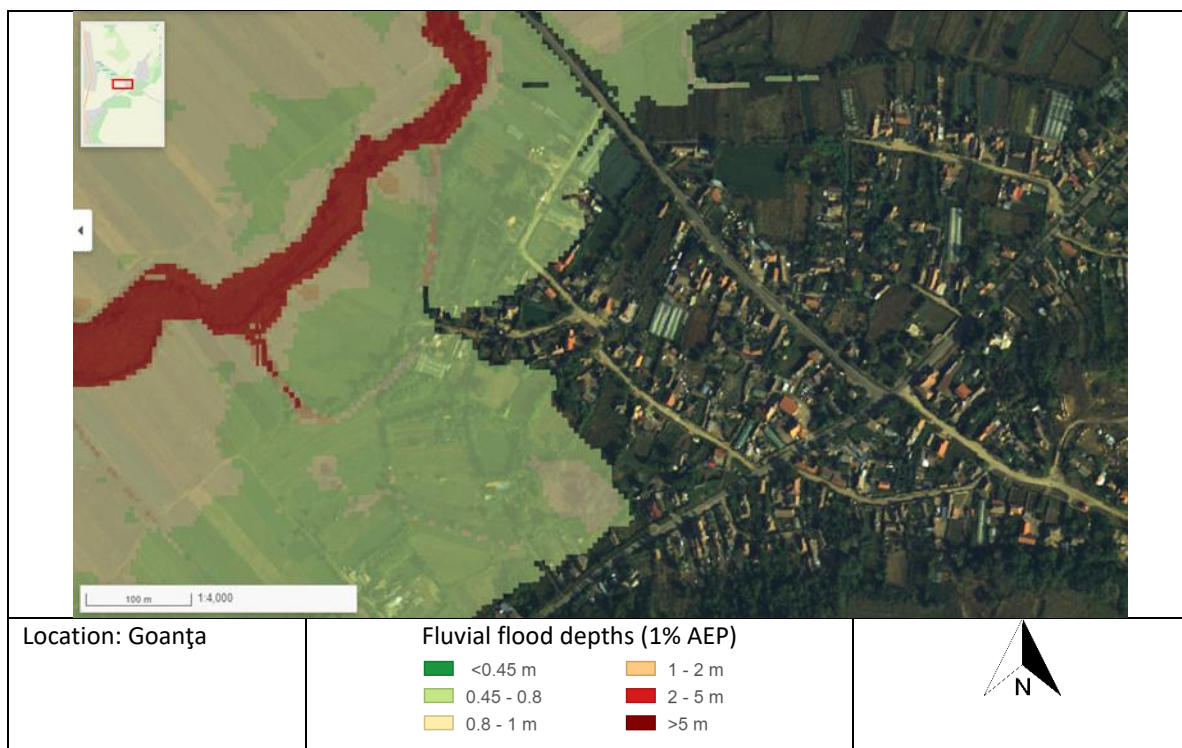 100 m
1:4,000
Location: Goanţa
Fluvial flood depths (1% AEP)
<0.45 m
1 - 2 m
0.45 - 0.8
2 - 5 m
0.8 - 1 m
>5 m
N